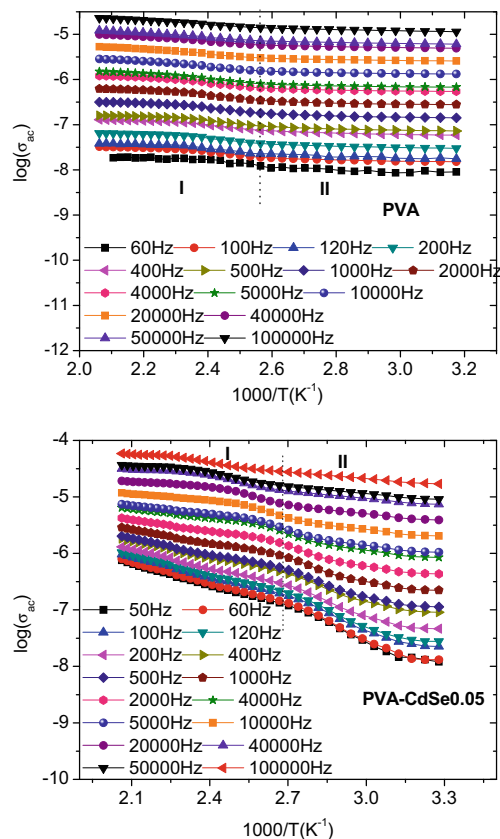 -5
-6
-7
-8
-9
-10
-11
-12
log(σac)
I
II
PVA
60Hz 100Hz 120Hz 200Hz
400Hz 500Hz 1000Hz 2000Hz
4000Hz 5000Hz 10000Hz
20000Hz 40000Hz
50000Hz 100000Hz
2.0 2.2 2.4 2.6 2.8 3.0 3.2
1000/T(K-1)
-4
-5
-6
-7
-8
-9
-10
log(σac)
I
II
50Hz 60Hz
100Hz 120Hz
200Hz 400Hz
500Hz 1000Hz
2000Hz 4000Hz
5000Hz 10000Hz
20000Hz 40000Hz
50000Hz 100000Hz
PVA-CdSe0.05
2.1 2.4 2.7 3.0 3.3
1000/T(K-1)